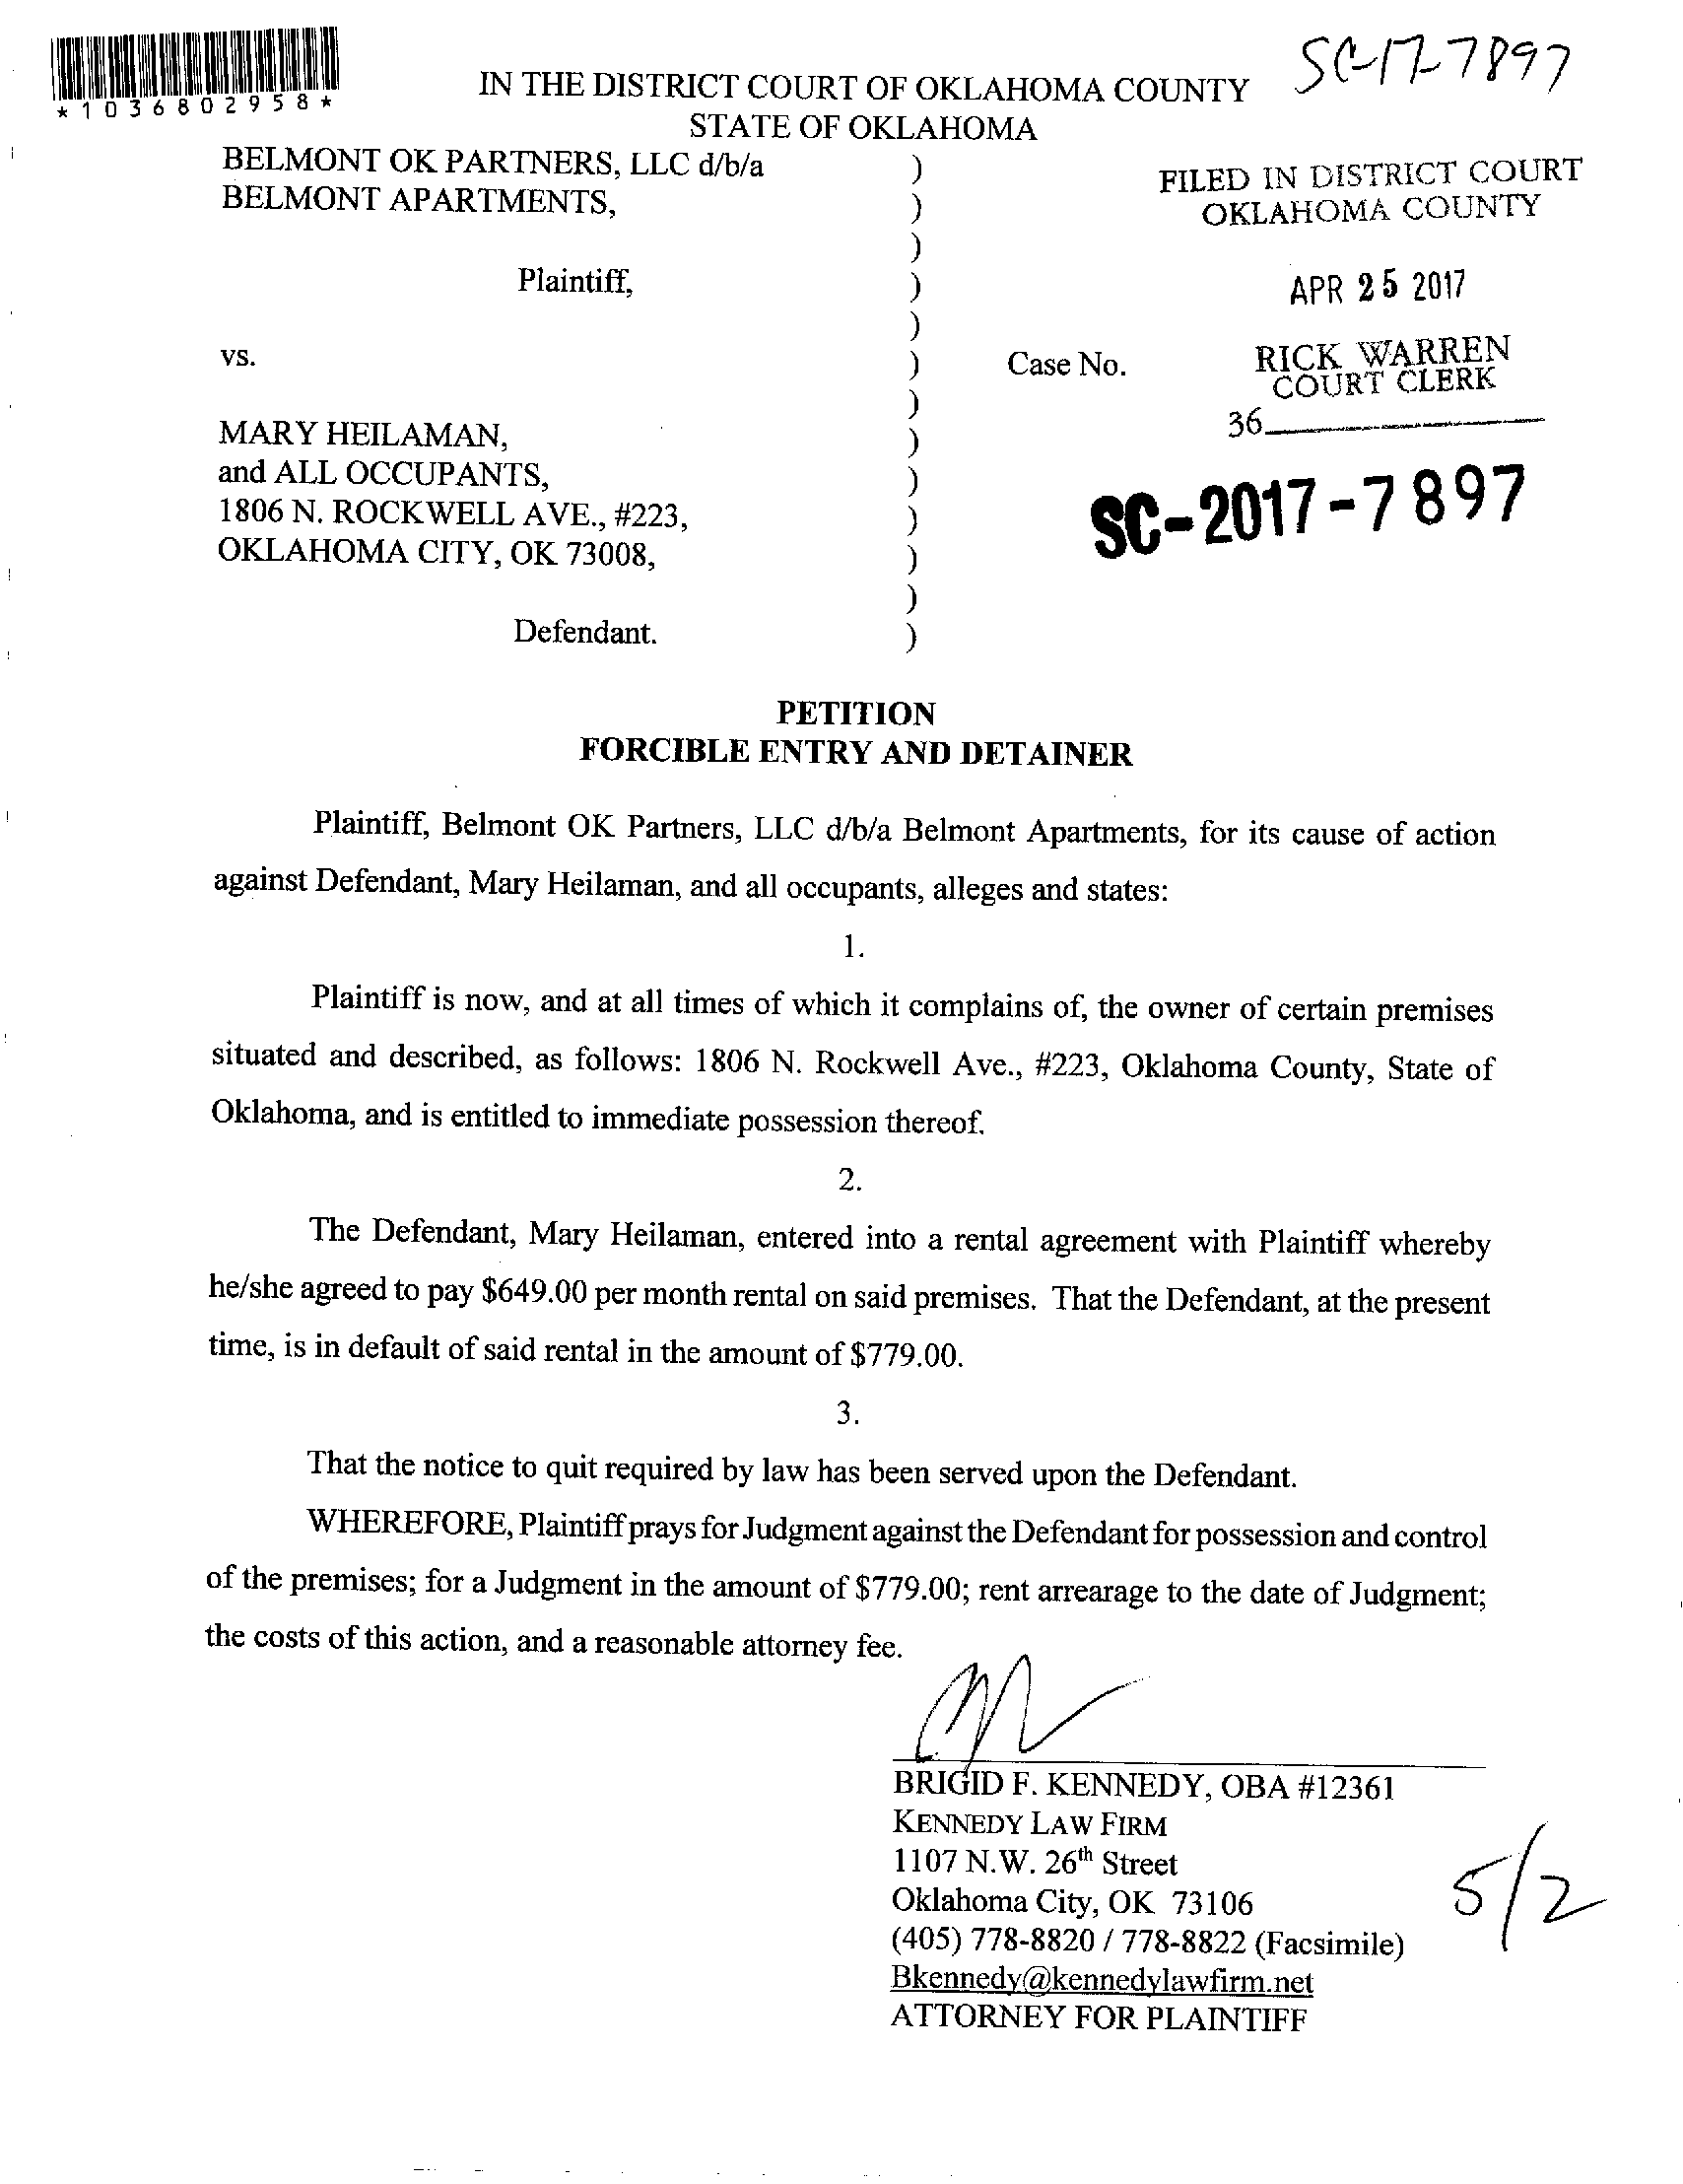 *1036802958*
SC-17-7897
IN THE DISTRICT COURT OF OKLAHOMA COUNTY
STATE OF OKLAHOMA
BELMONT OK PARTNERS, LLC d/b/a )
BELMONT APARTMENTS, )
)
Plaintiff, )
)
vs. ) Case No.
)
MARY HEILAMAN, )
and ALL OCCUPANTS, )
1806 N. ROCKWELL AVE., #223, )
OKLAHOMA CITY, OK 73008, )
)
Defendant. )
FILED IN DISTRICT COURT
OKLAHOMA COUNTY
APR 25 2017
RICK WARREN
COURT CLERK
36
SC-2017-7897
PETITION
FORCIBLE ENTRY AND DETAINER
Plaintiff, Belmont OK Partners, LLC d/b/a Belmont Apartments, for its cause of action
against Defendant, Mary Heilaman, and all occupants, alleges and states:
1.
Plaintiff is now, and at all times of which it complains of, the owner of certain premises
situated and described, as follows: 1806 N. Rockwell Ave., #223, Oklahoma County, State of
Oklahoma, and is entitled to immediate possession thereof.
2.
The Defendant, Mary Heilaman, entered into a rental agreement with Plaintiff whereby
he/she agreed to pay $649.00 per month rental on said premises. That the Defendant, at the present
time, is in default of said rental in the amount of $779.00.
3.
That the notice to quit required by law has been served upon the Defendant.
WHEREFORE, Plaintiff prays for Judgment against the Defendant for possession and control
of the premises; for a Judgment in the amount of $779.00; rent arrearage to the date of Judgment;
the costs of this action, and a reasonable attorney fee.
BRIGID F. KENNEDY, OBA #12361
KENNEDY LAW FIRM
1107 N.W. 26th Street
Oklahoma City, OK 73106
(405) 778-8820 / 778-8822 (Facsimile)
Bkennedy@kennedylawfirm.net
ATTORNEY FOR PLAINTIFF
5/2